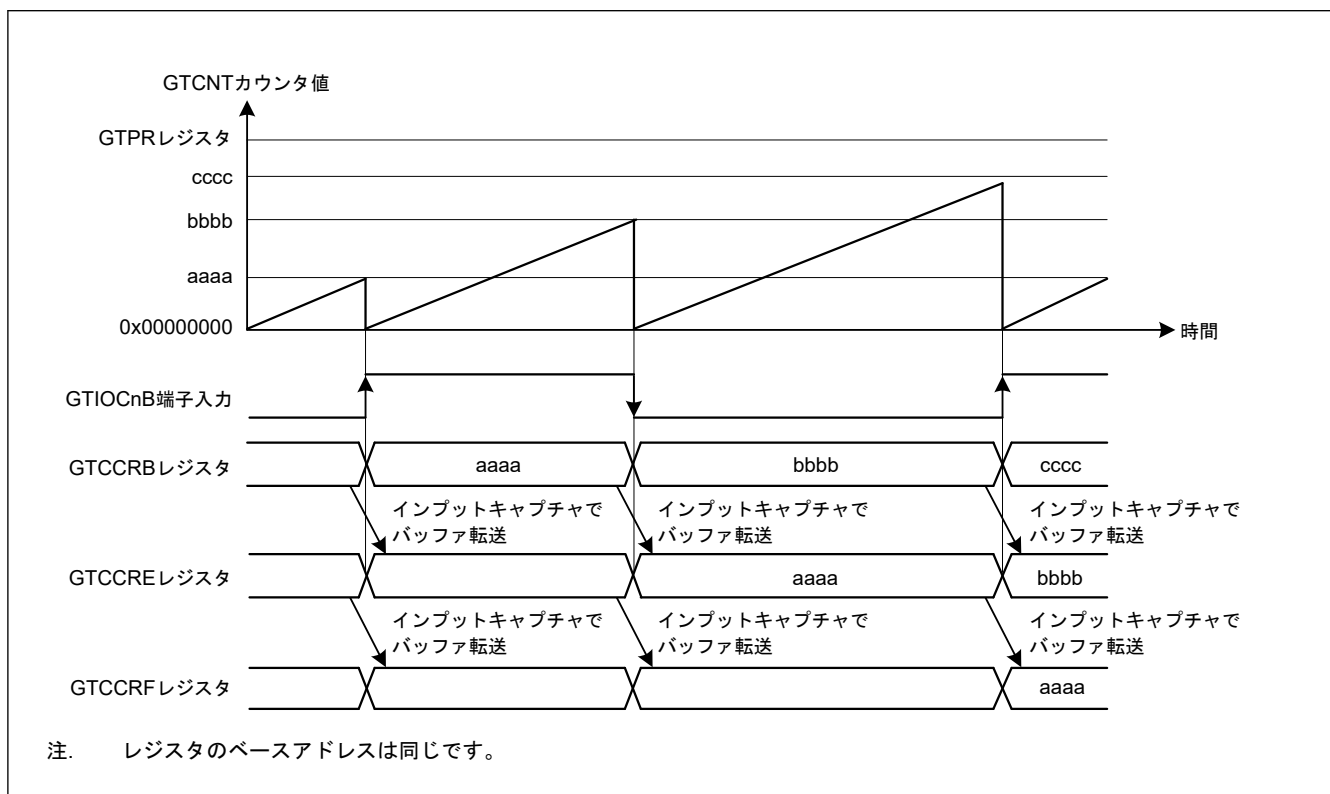 GTCNTカウンタ値
GTPRレジスタ
cccc
bbbb
aaaa
0x00000000
時間
GTIOCnB端子入力
GTCCRBレジスタ
aaaa
bbbb
cccc
インプットキャプチャで
バッファ転送
インプットキャプチャで
バッファ転送
インプットキャプチャで
バッファ転送
GTCCREレジスタ
aaaa
bbbb
インプットキャプチャで
バッファ転送
インプットキャプチャで
バッファ転送
インプットキャプチャで
バッファ転送
GTCCRFレジスタ
aaaa
注. レジスタのベースアドレスは同じです。